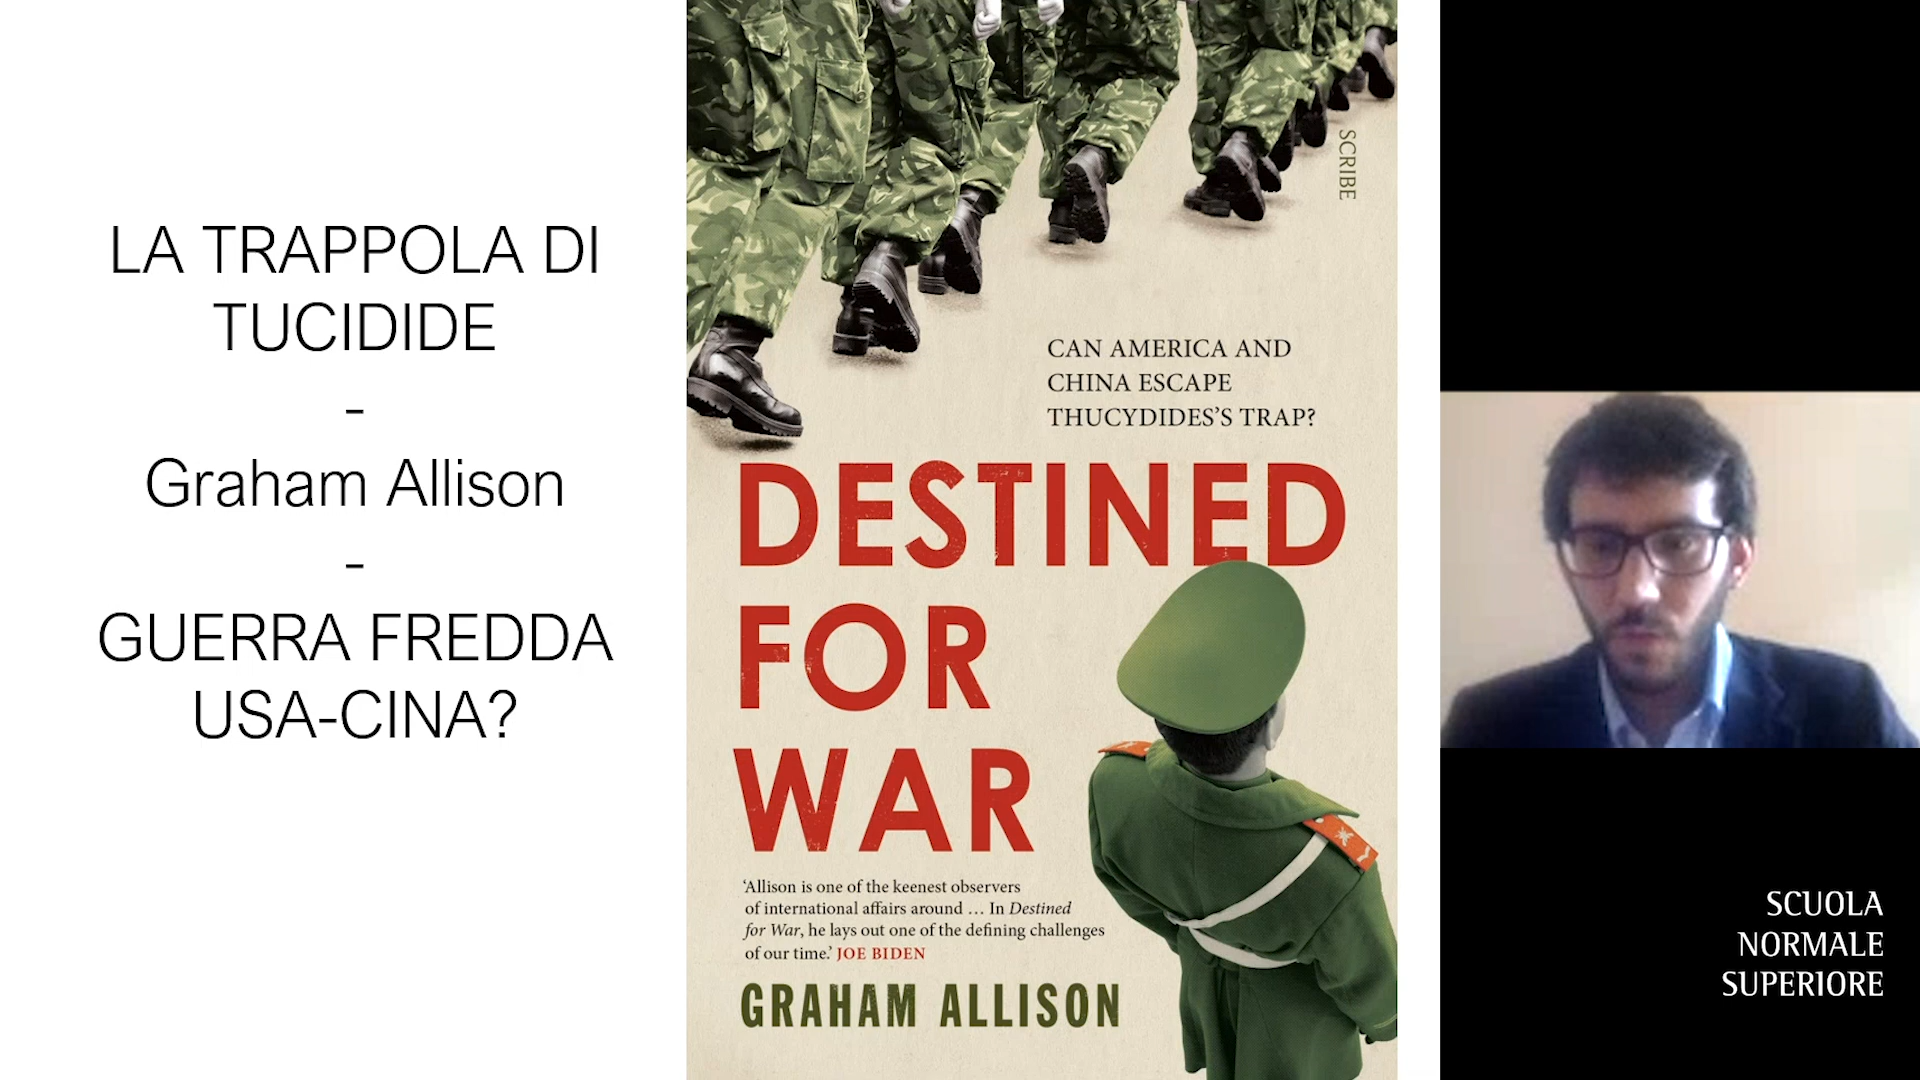 LA TRAPPOLA DI
TUCIDIDE
-
Graham Allison
-
GUERRA FREDDA
USA-CINA?
SCRIBE
CAN AMERICA AND
CHINA ESCAPE
THUCYDIDES’S TRAP?
DESTINED
FOR
WAR
‘Allison is one of the keenest observers
of international affairs around … In Destined
for War, he lays out one of the defining challenges
of our time.’ JOE BIDEN
GRAHAM ALLISON
SCUOLA
NORMALE
SUPERIORE